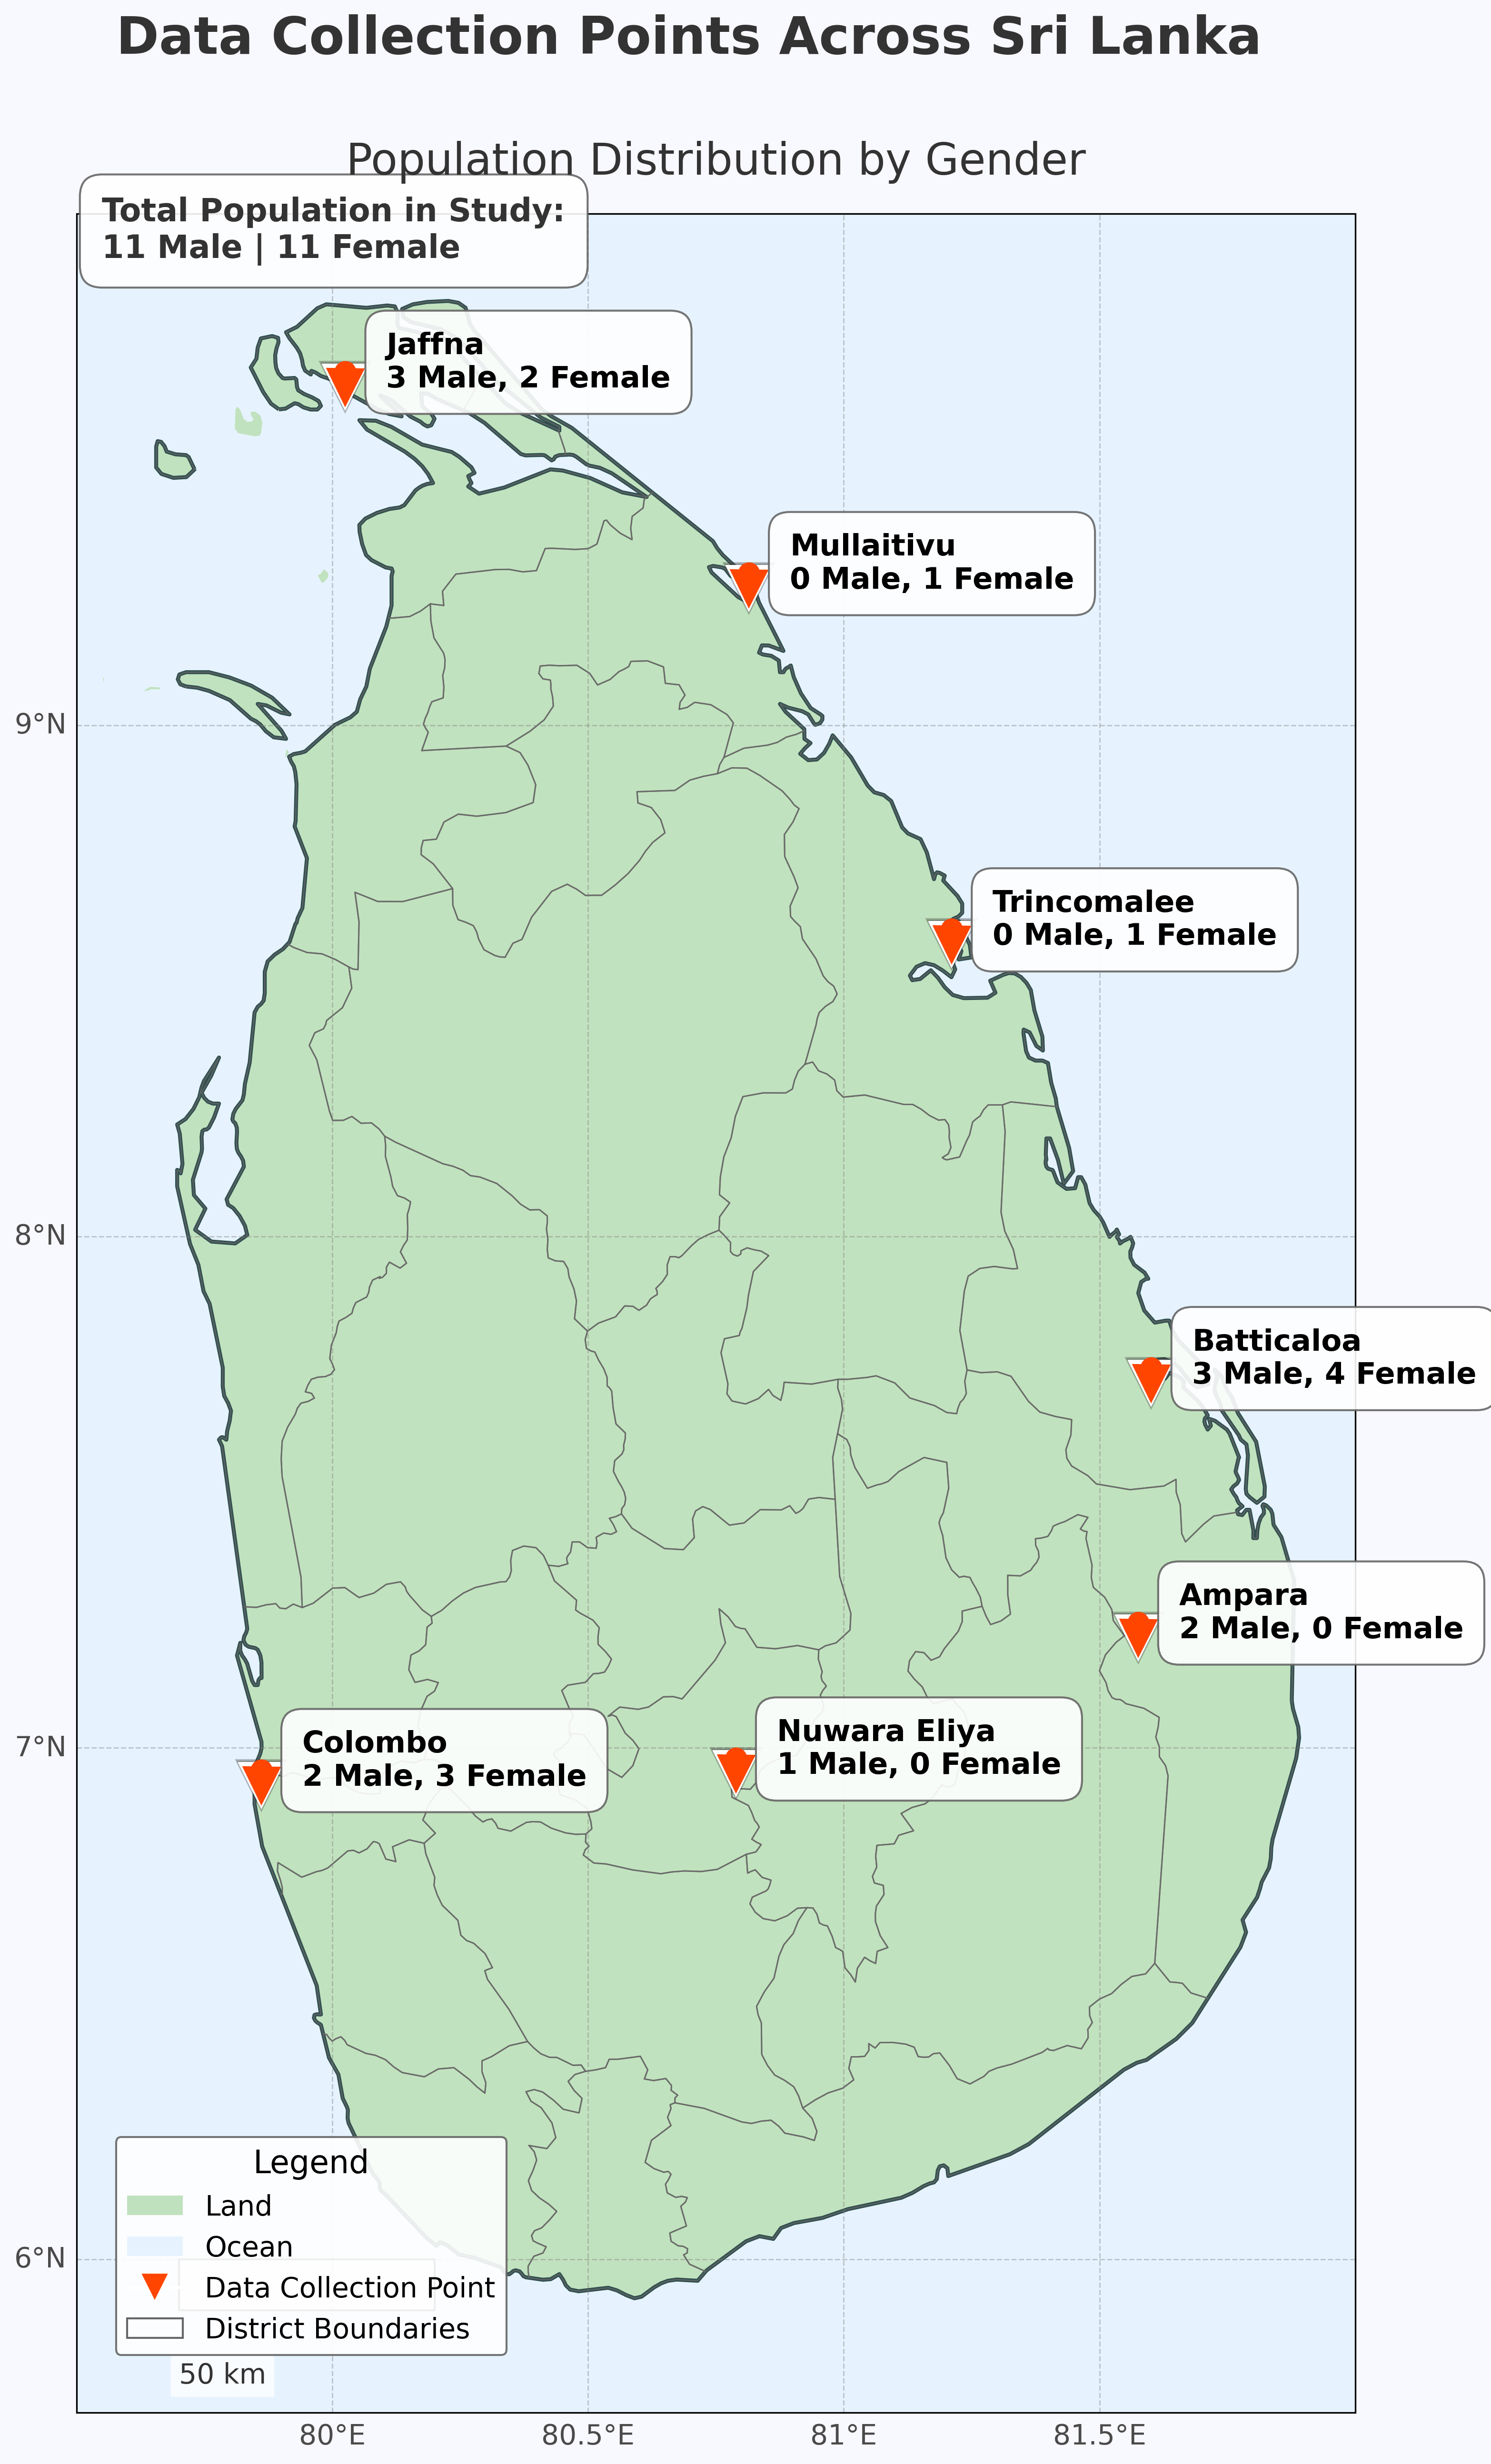 Data Collection Points Across Sri Lanka
Population Distribution by Gender
Total Population in Study:
11 Male | 11 Female
Jaffna
3 Male, 2 Female
Mullaitivu
0 Male, 1 Female
9°N
Trincomalee
0 Male, 1 Female
8°N
Batticaloa
3 Male, 4 Female
Ampara
2 Male, 0 Female
7°N
Colombo
2 Male, 3 Female
Nuwara Eliya
1 Male, 0 Female
Legend
Land
Ocean
6°N
Data Collection Point
District Boundaries
50 km
80°E
80.5°E
81°E
81.5°E